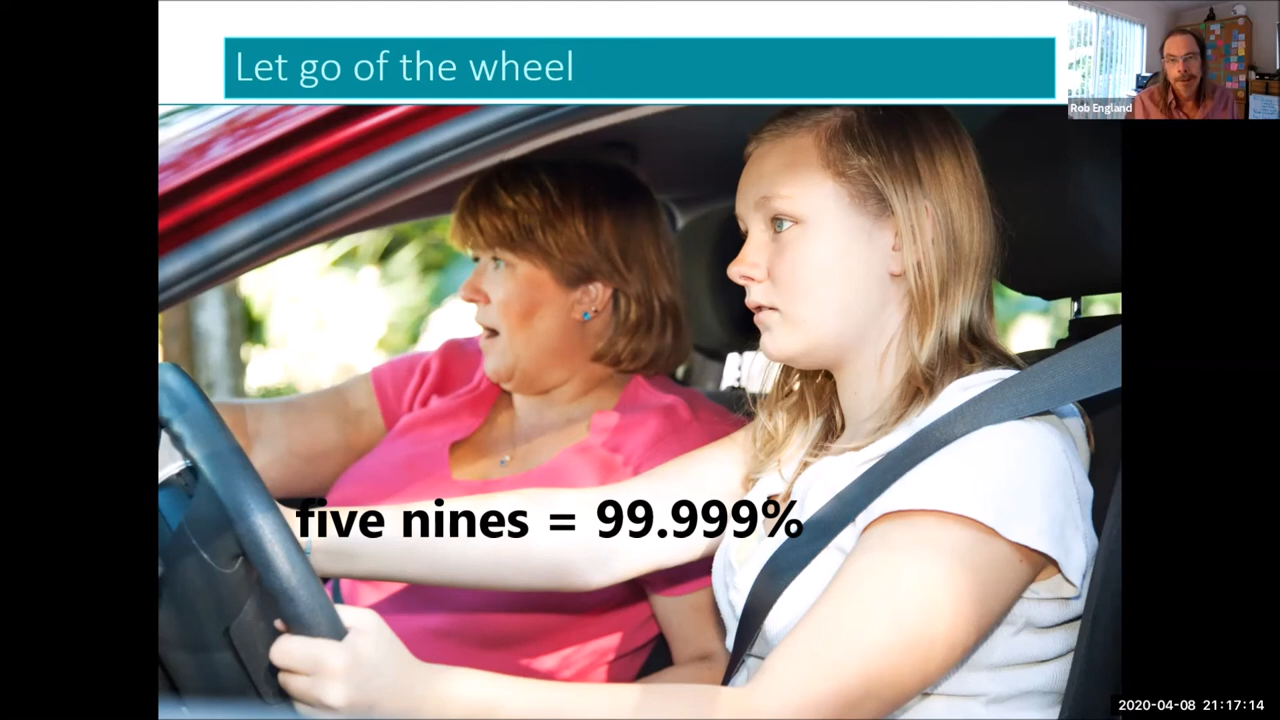 Let go of the wheel
Rob England
five nines = 99.999%
2020-04-08 21:17:14